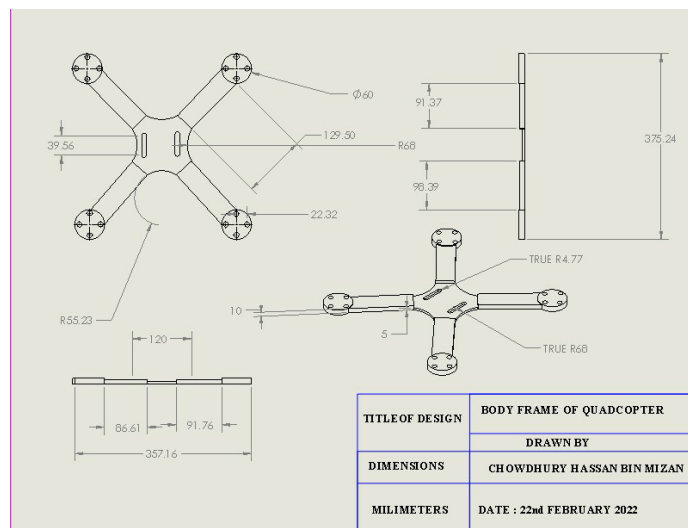 Ø60
91.37
129.50
375.24
39.56
R68
98.39
22.32
TRUE R4.77
R55.23
10
120
5
TRUE R68
86.61
91.76
357.16
TITLE OF DESIGN
BODY FRAME OF QUADCOPTER
DRAWN BY
DIMENSIONS
CHOWDHURY HASSAN BIN MIZAN
MILIMETERS
DATE : 22nd FEBRUARY 2022